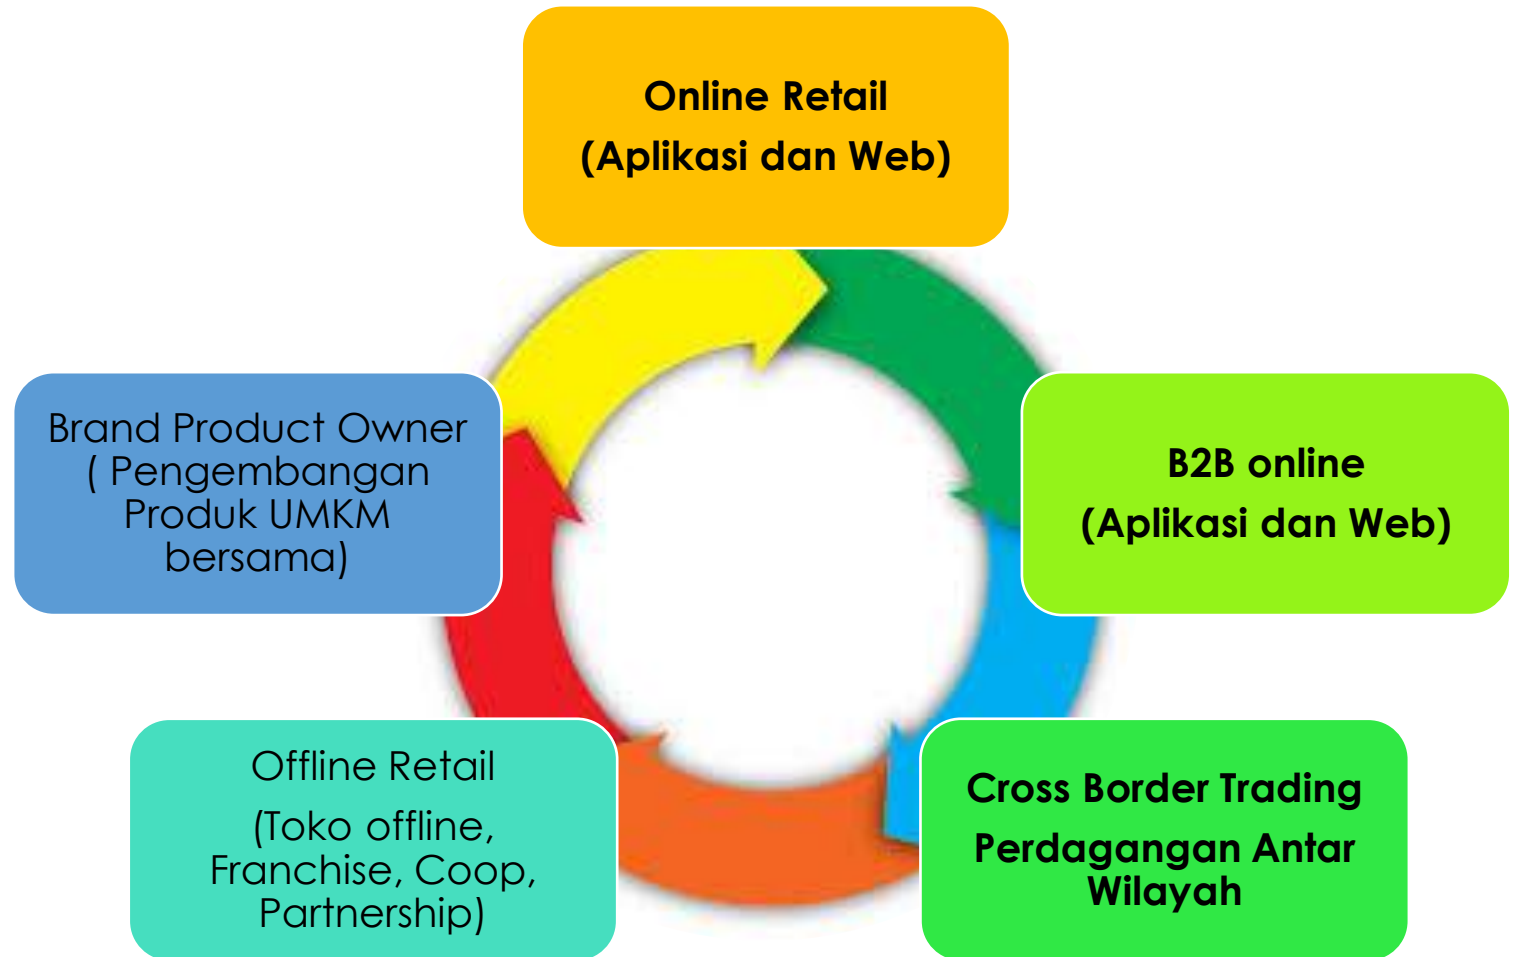 Online Retail
(Aplikasi dan Web)
B2B online
(Aplikasi dan Web)
Cross Border Trading
Perdagangan Antar
Wilayah
Offline Retail
(Toko offline,
Franchise, Coop,
Partnership)
Brand Product Owner
( Pengembangan
Produk UMKM
bersama)